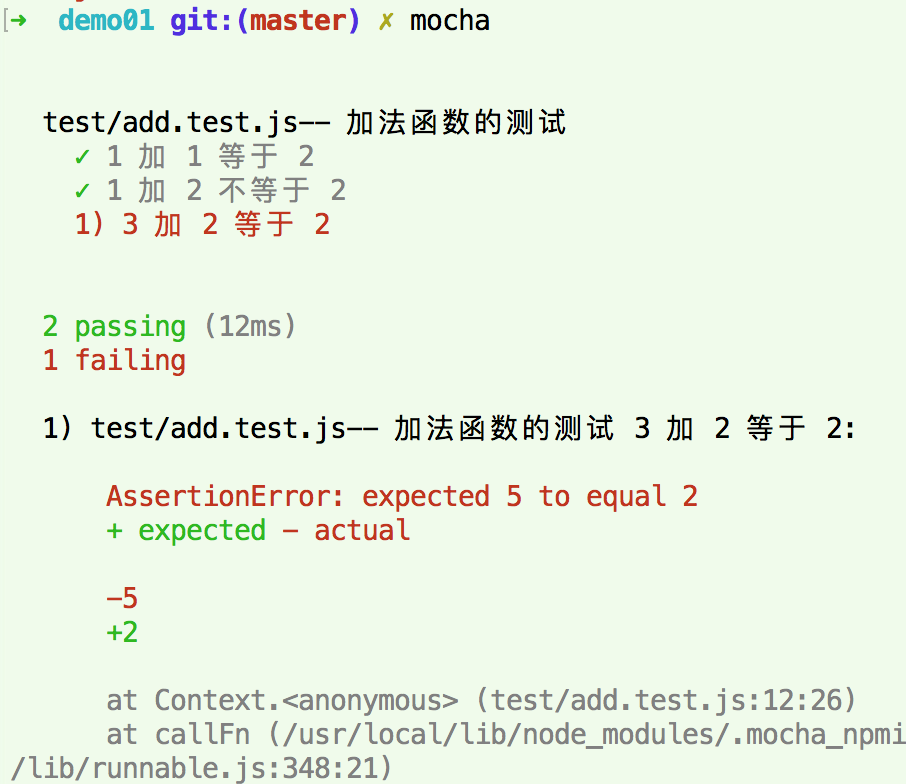 [➜ demo01 git:(master) ✗ mocha
test/add.test.js-- 加法函数的测试
✓ 1 加 1 等于 2
✓ 1 加 2 不等于 2
1) 3 加 2 等于 2
2 passing (12ms)
1 failing
1) test/add.test.js-- 加法函数的测试 3 加 2 等于 2:
AssertionError: expected 5 to equal 2
+ expected - actual
-5
+2
at Context.<anonymous> (test/add.test.js:12:26)
at callFn (/usr/local/lib/node_modules/.mocha_npmi
/lib/runnable.js:348:21)